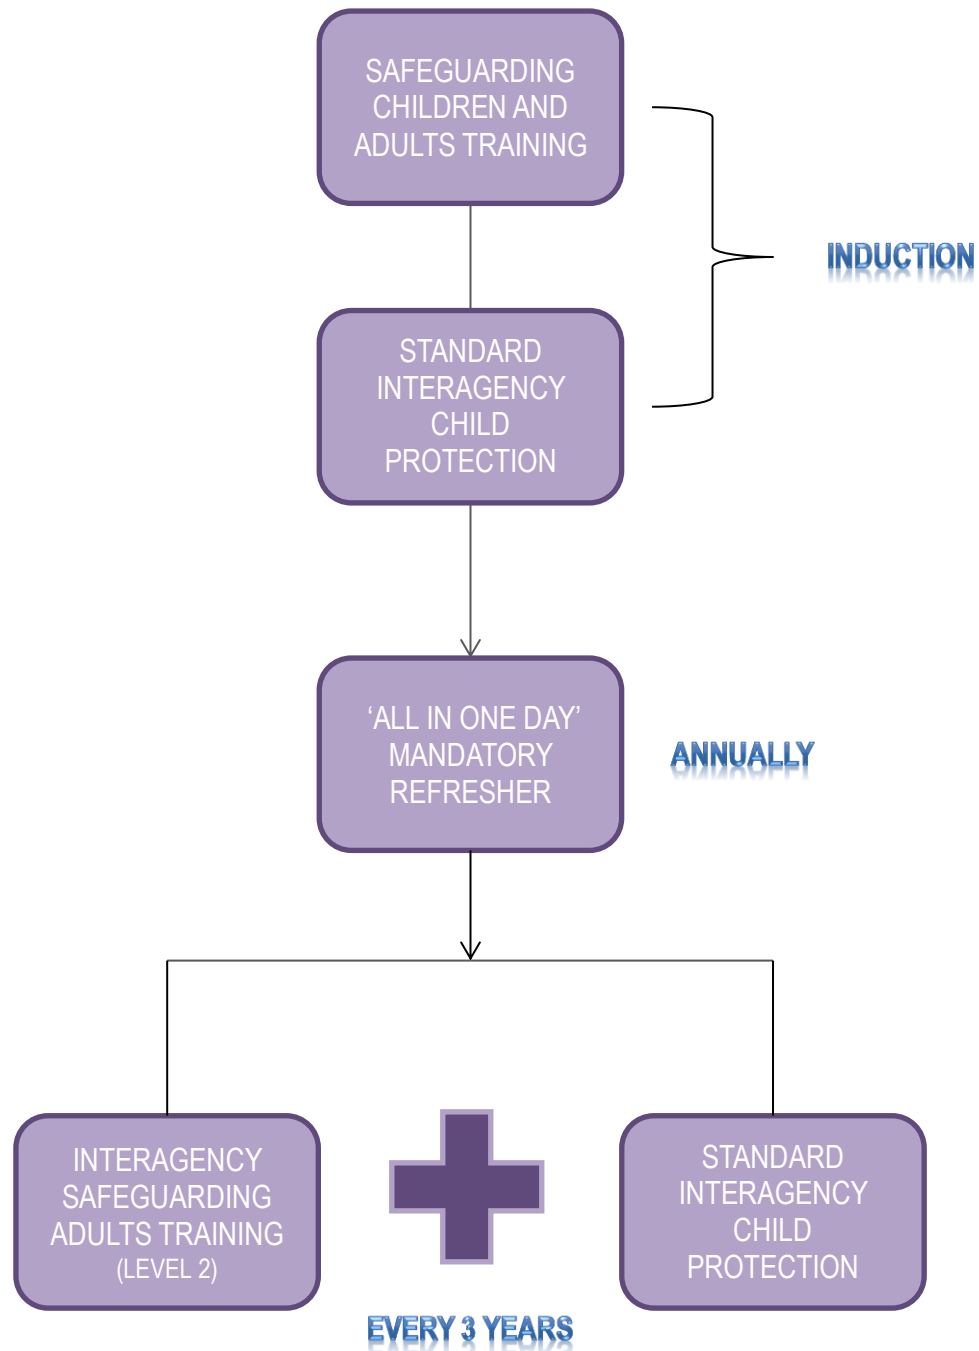 SAFEGUARDING
CHILDREN AND
ADULTS TRAINING
INDUCTION
STANDARD
INTERAGENCY
CHILD
PROTECTION
‘ALL IN ONE DAY’
MANDATORY
REFRESHER
ANNUALLY
INTERAGENCY
SAFEGUARDING
ADULTS TRAINING
(LEVEL 2)
STANDARD
INTERAGENCY
CHILD
PROTECTION
EVERY 3 YEARS